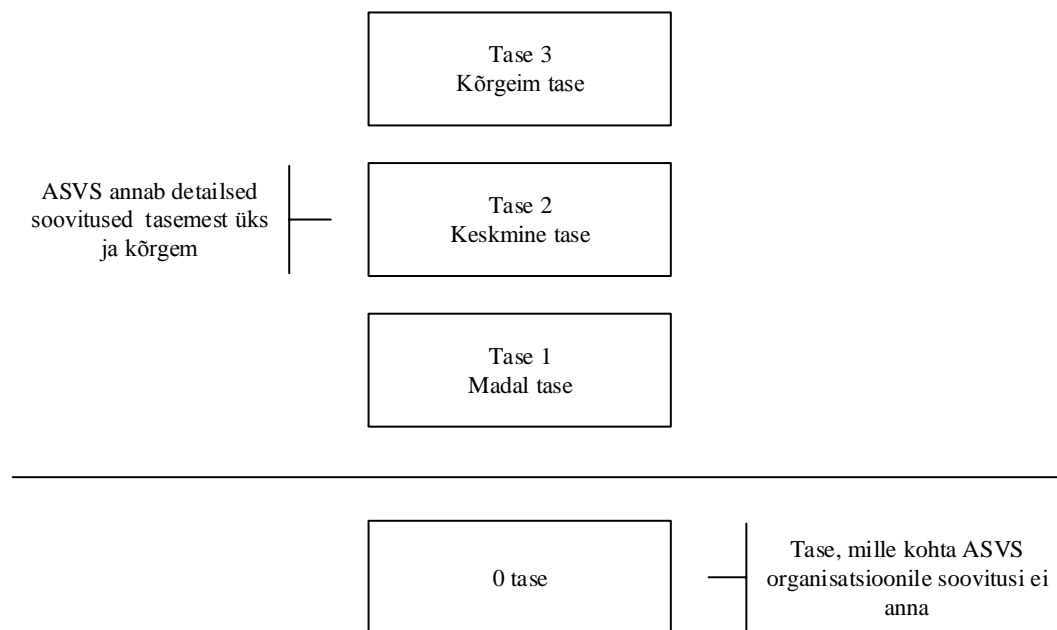 Tase 3
Kõrgeim tase
ASVS annab detailsed
soovitused tasemest üks
ja kõrgem
Tase 2
Keskmine tase
Tase 1
Madal tase
0 tase
Tase, mille kohta ASVS
organisatsioonile soovitusi ei
anna